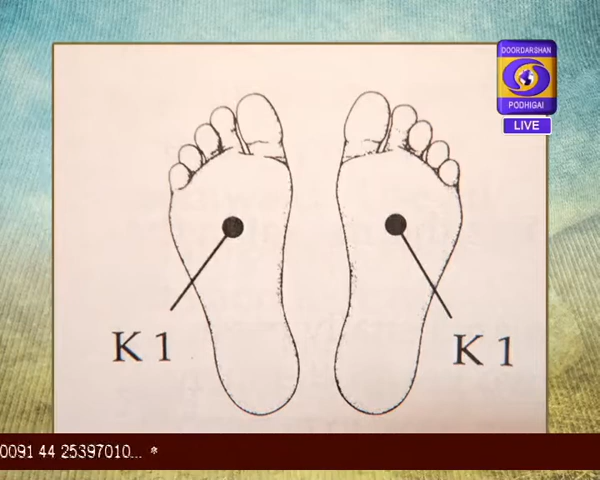 DOORDARSHAN
PODHIGAI
LIVE
K 1
K 1
0091 44 25397010... *